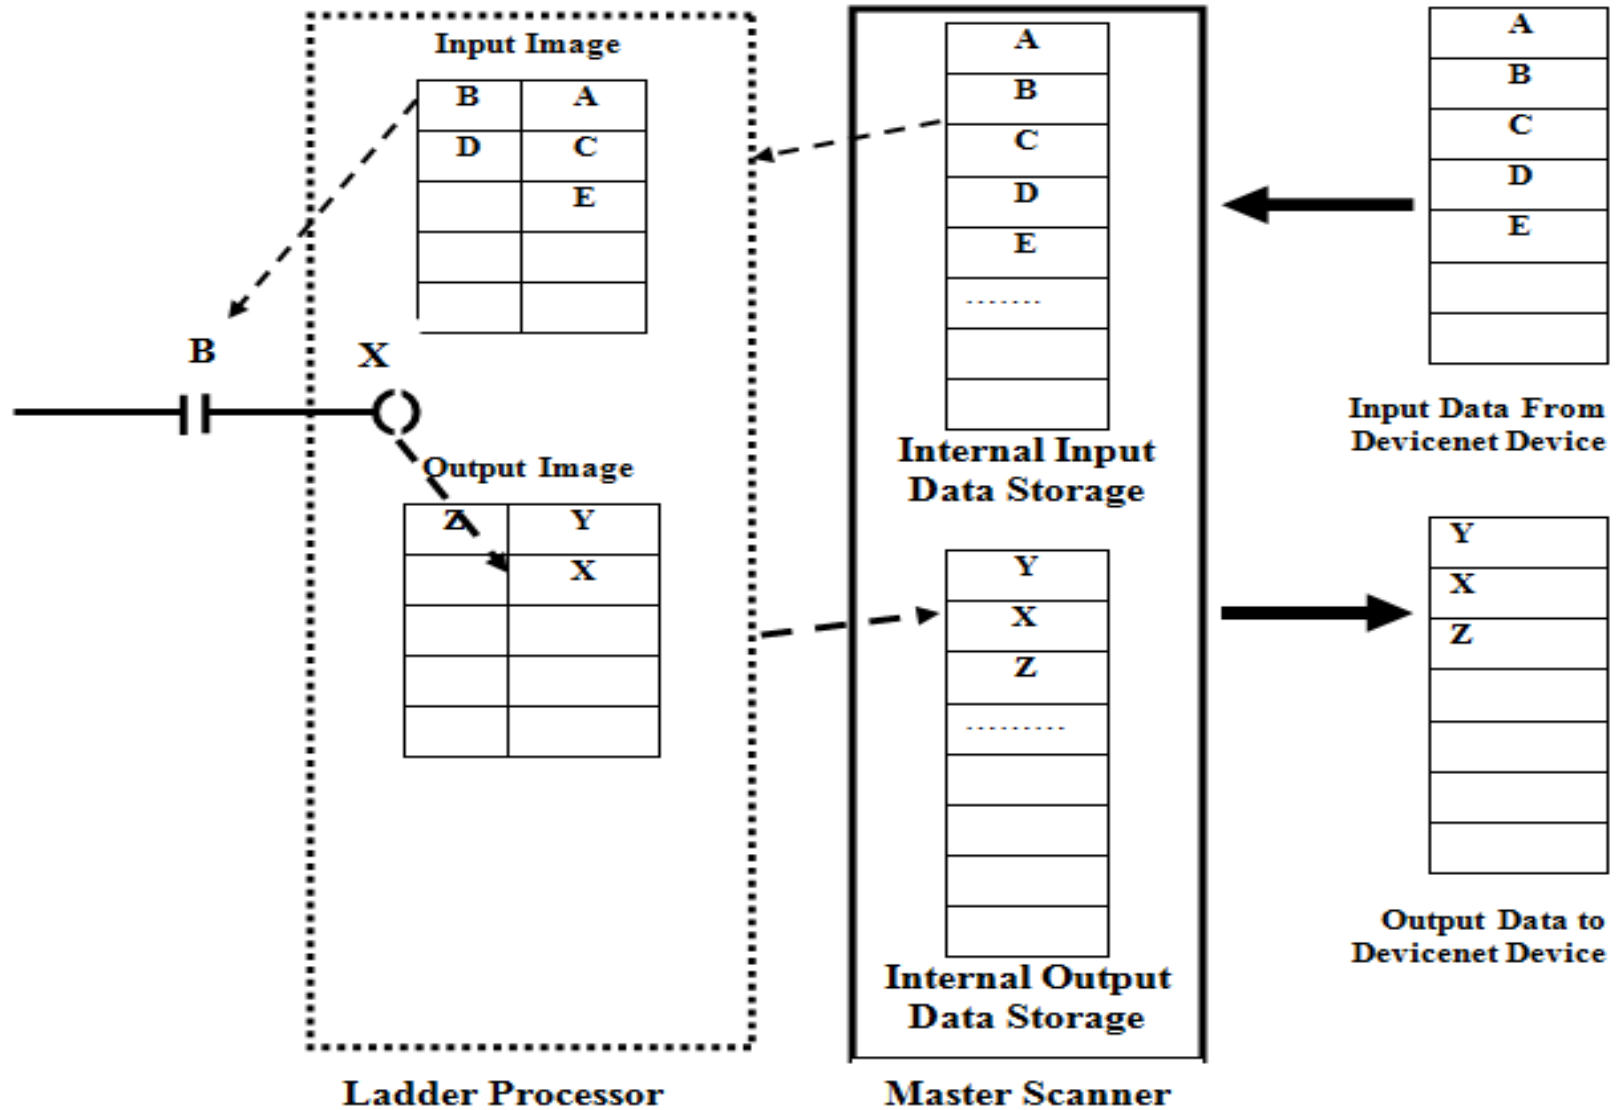 Input Image
B A
D C
E
B
X
Output Image
Z Y
X
Ladder Processor
A
B
C
D
E
.......
Internal Input
Data Storage
Y
X
Z
.........
Internal Output
Data Storage
Master Scanner
A
B
C
D
E
Input Data From
Devicenet Device
Y
X
Z
Output Data to
Devicenet Device